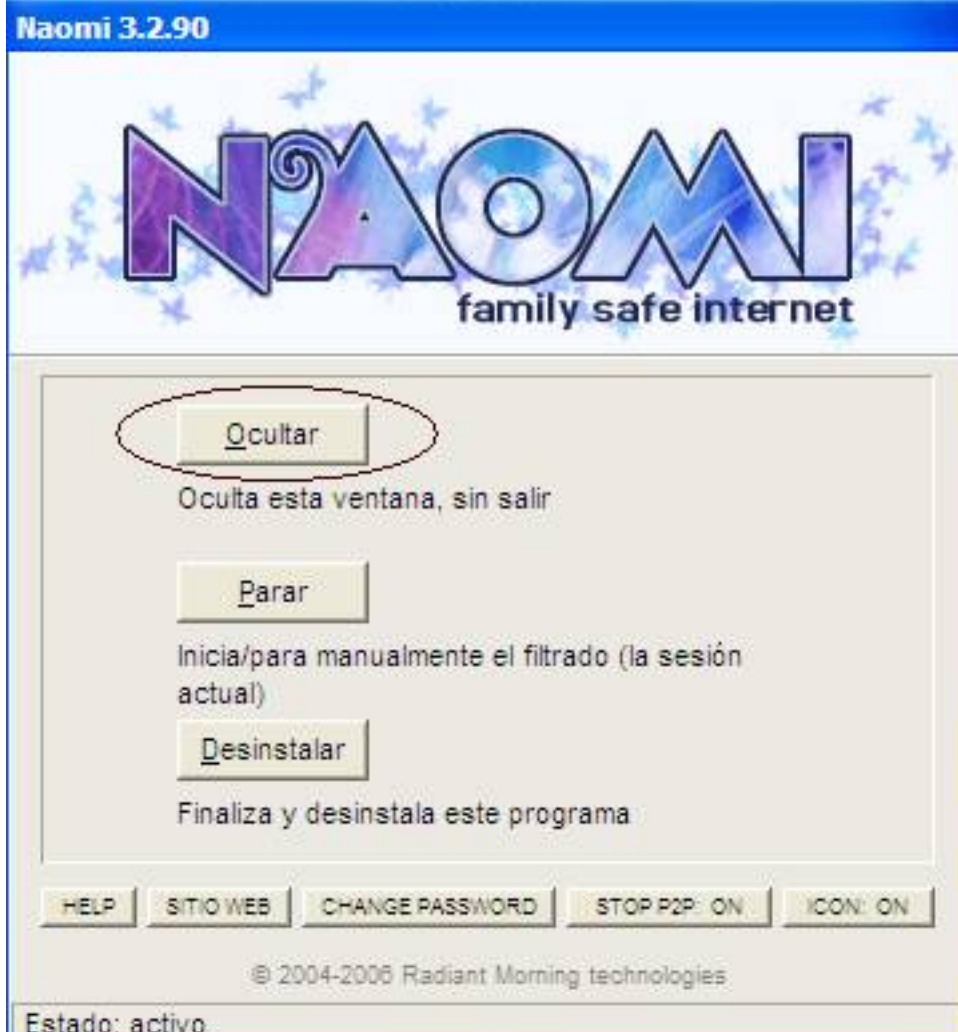 Naomi 3.2.90
NAOMI
family safe internet
Ocultar
Oculta esta ventana, sin salir
Parar
Inicia/para manualmente el filtrado (la sesión
actual)
Desinstalar
Finaliza y desinstala este programa
HELP SITIO WEB CHANGE PASSWORD STOP P2P: ON ICON: ON
© 2004-2006 Radiant Morning technologies
Estado: activo..